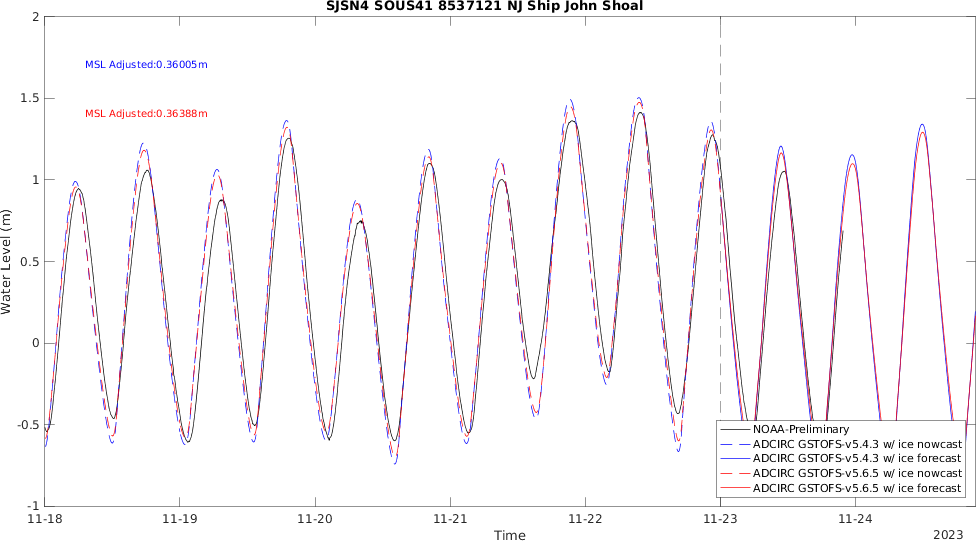 SJSN4 SOUS41 8537121 NJ Ship John Shoal
2
MSL Adjusted:0.36005m
1.5
MSL Adjusted:0.36388m
1
0.5
Water Level (m)
0
-0.5
-1
NOAA-Preliminary
ADCIRC GSTOFS-v5.4.3 w/ ice nowcast
ADCIRC GSTOFS-v5.4.3 w/ ice forecast
ADCIRC GSTOFS-v5.6.5 w/ ice nowcast
ADCIRC GSTOFS-v5.6.5 w/ ice forecast
11-18 11-19 11-20 11-21 11-22 11-23 11-24
Time
2023